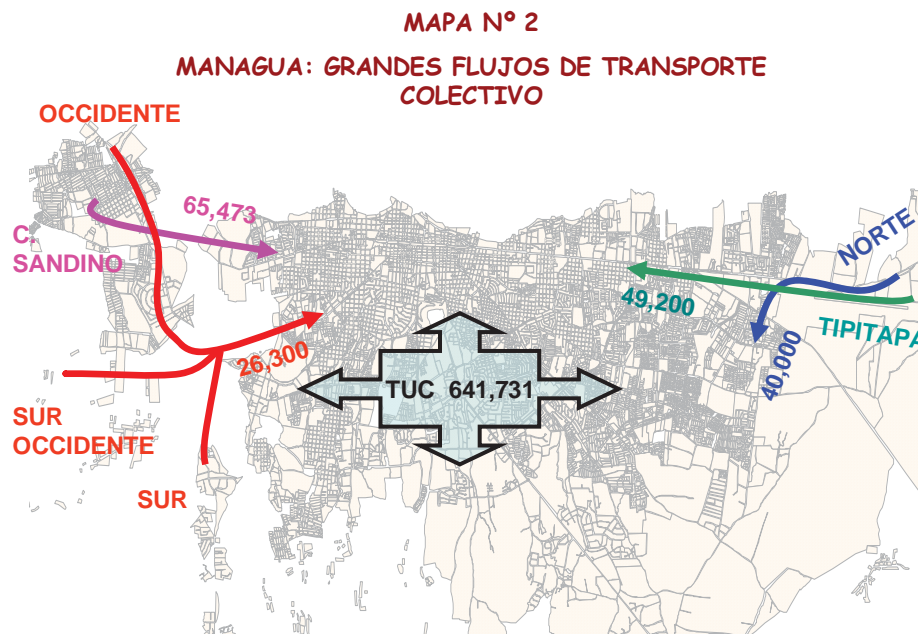 MAPA Nº 2
MANAGUA: GRANDES FLUJOS DE TRANSPORTE
COLECTIVO
OCCIDENTE
65,473
C.
SANDINO
NORTE
49,200
TIPITAPA
26,300
40,000
TUC 641,731
SUR
OCCIDENTE
SUR